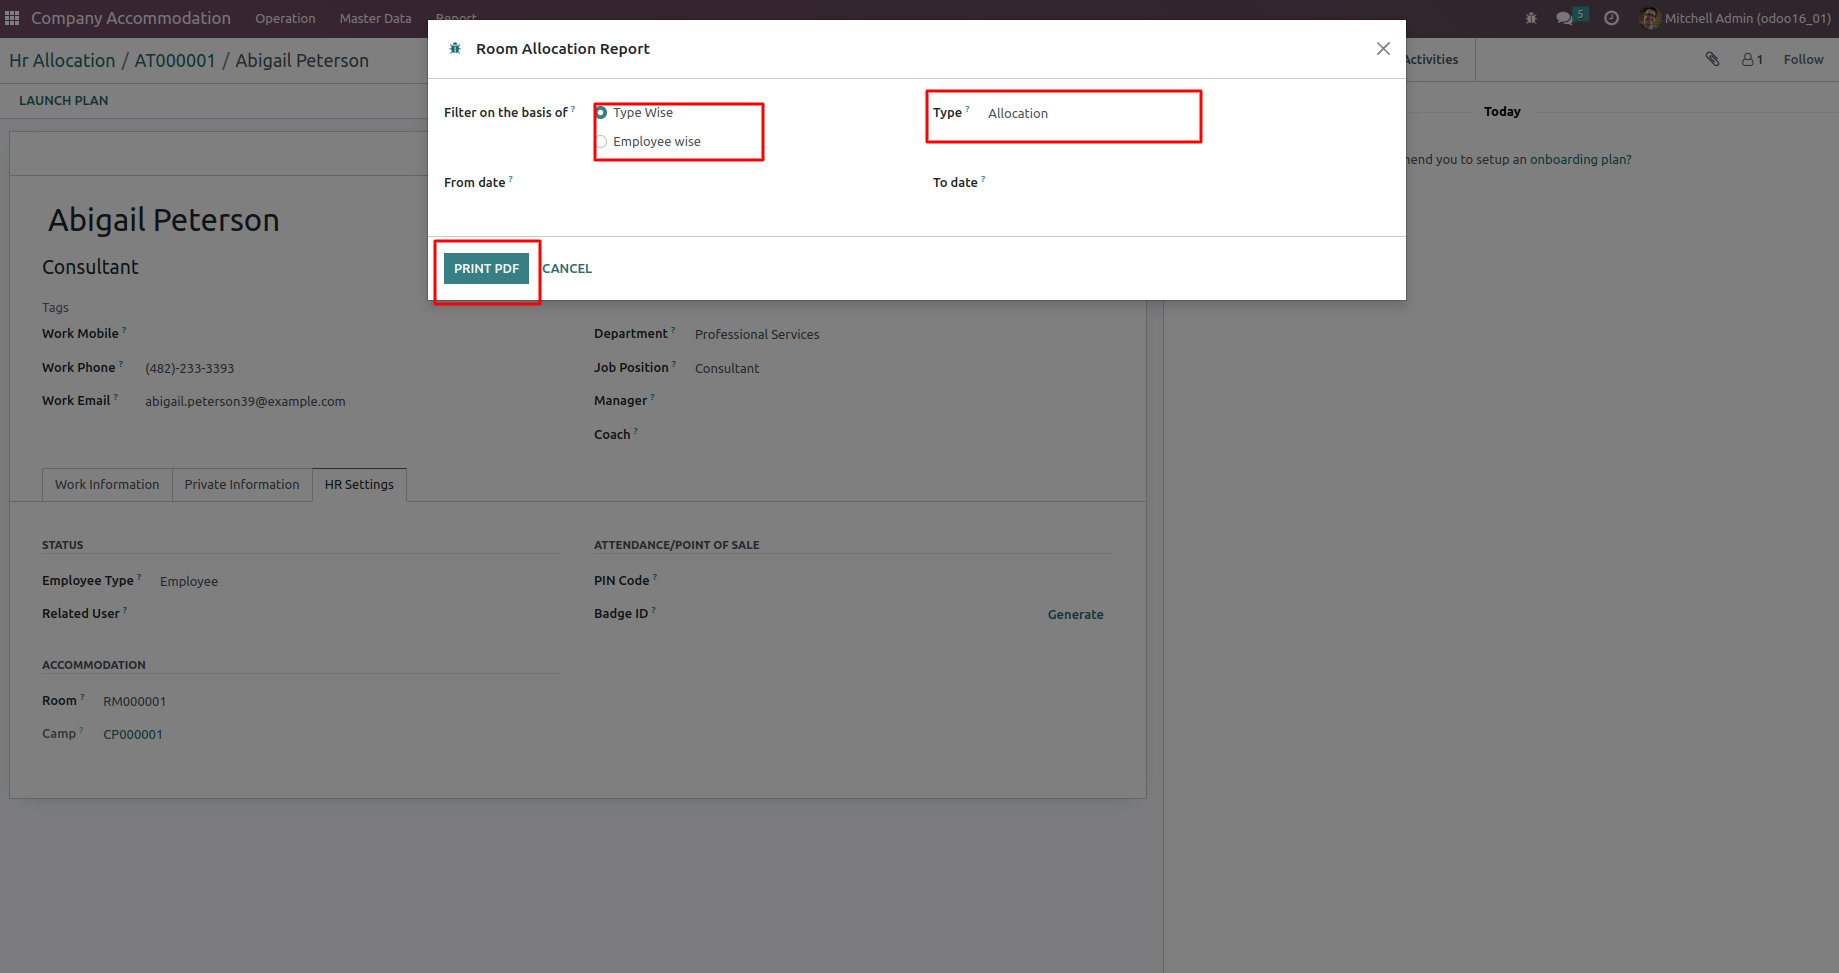 Company Accommodation Operation Master Data Report 5 Mitchell Admin (odoo16_01)
Hr Allocation / AT000001 / Abigail Peterson
Activities 1 Follow
LAUNCH PLAN
Room Allocation Report
Filter on the basis of ? Type Wise
Employee wise
Type ? Allocation
From date ? To date ?
PRINT PDF CANCEL
Today
mend you to setup an onboarding plan?
Abigail Peterson
Consultant
Tags
Work Mobile ?
Work Phone ? (482)-233-3393
Work Email ? abigail.peterson39@example.com
Department ? Professional Services
Job Position ? Consultant
Manager ?
Coach ?
Work Information Private Information HR Settings
STATUS
Employee Type ? Employee
Related User ?
ATTENDANCE/POINT OF SALE
PIN Code ?
Badge ID ? Generate
ACCOMMODATION
Room ? RM000001
Camp ? CP000001